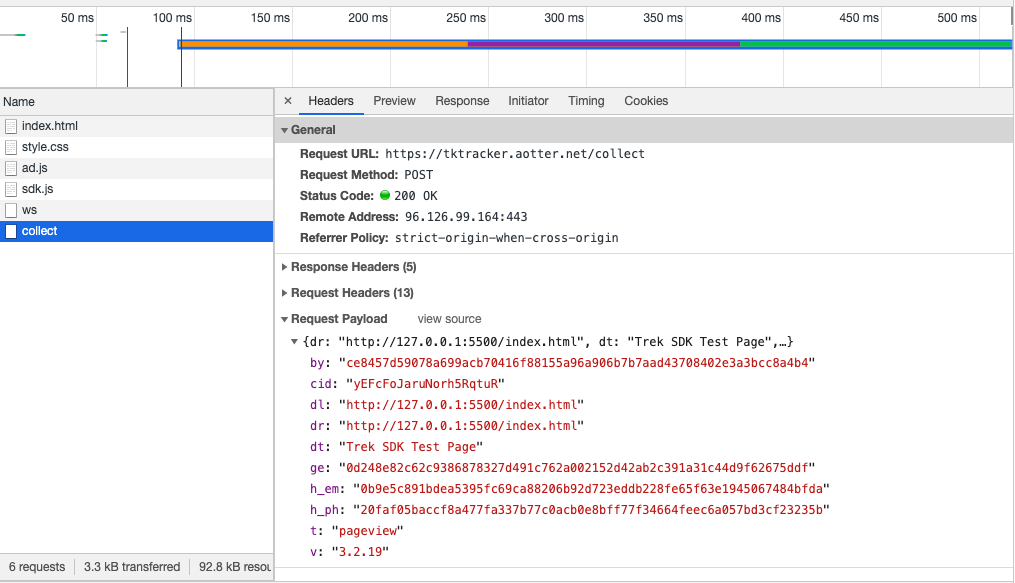 50 ms 100 ms 150 ms 200 ms 250 ms 300 ms 350 ms 400 ms 450 ms 500 ms
Name
index.html
style.css
ad.js
sdk.js
ws
collect
6 requests 3.3 kB transferred 92.8 kB resou
× Headers Preview Response Initiator Timing Cookies
General
Request URL: https://tktracker.aotter.net/collect
Request Method: POST
Status Code: 200 OK
Remote Address: 96.126.99.164:443
Referrer Policy: strict-origin-when-cross-origin
Response Headers (5)
Request Headers (13)
Request Payload view source
{dr: "http://127.0.0.1:5500/index.html", dt: "Trek SDK Test Page",…}
by: "ce8457d59078a699acb70416f88155a96a906b7b7aad43708402e3a3bcc8a4b4"
cid: "yEFcFoJaruNorh5RqtuR"
dl: "http://127.0.0.1:5500/index.html"
dr: "http://127.0.0.1:5500/index.html"
dt: "Trek SDK Test Page"
ge: "0d248e82c62c9386878327d491c762a002152d42ab2c391a31c44d9f62675ddf"
h_em: "0b9e5c891bdea5395fc69ca88206b92d723eddb228fe65f63e1945067484bfda"
h_ph: "20faf05baccf8a477fa337b77c0acb0e8bff77f34664feec6a057bd3cf23235b"
t: "pageview"
v: "3.2.19"